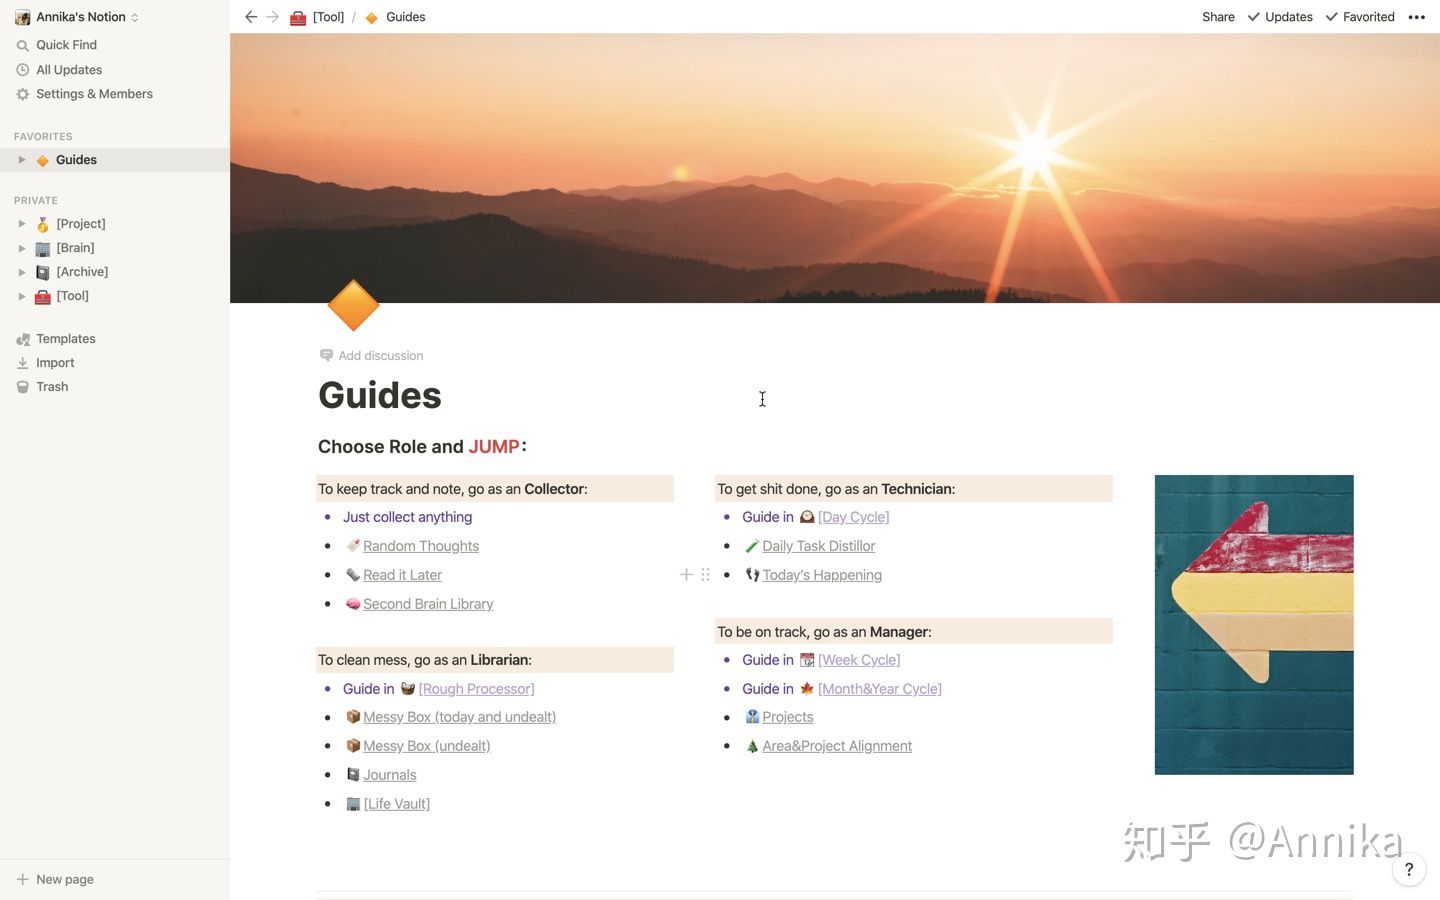 Annika's Notion
Quick Find
All Updates
Settings & Members
FAVORITES
Guides
PRIVATE
[Project]
[Brain]
[Archive]
[Tool]
Templates
Import
Trash
New page
[Tool] / Guides
Share
Updates
Favorited
Add discussion
Guides
Choose Role and JUMP:
To keep track and note, go as an Collector:
Just collect anything
Random Thoughts
Read it Later
Second Brain Library
To clean mess, go as an Librarian:
Guide in [Rough Processor]
Messy Box (today and undealt)
Messy Box (undealt)
Journals
[Life Vault]
To get shit done, go as an Technician:
Guide in [Day Cycle]
Daily Task Distillor
Today's Happening
To be on track, go as an Manager:
Guide in [Week Cycle]
Guide in [Month&Year Cycle]
Projects
Area&Project Alignment
知乎 @Annika
?